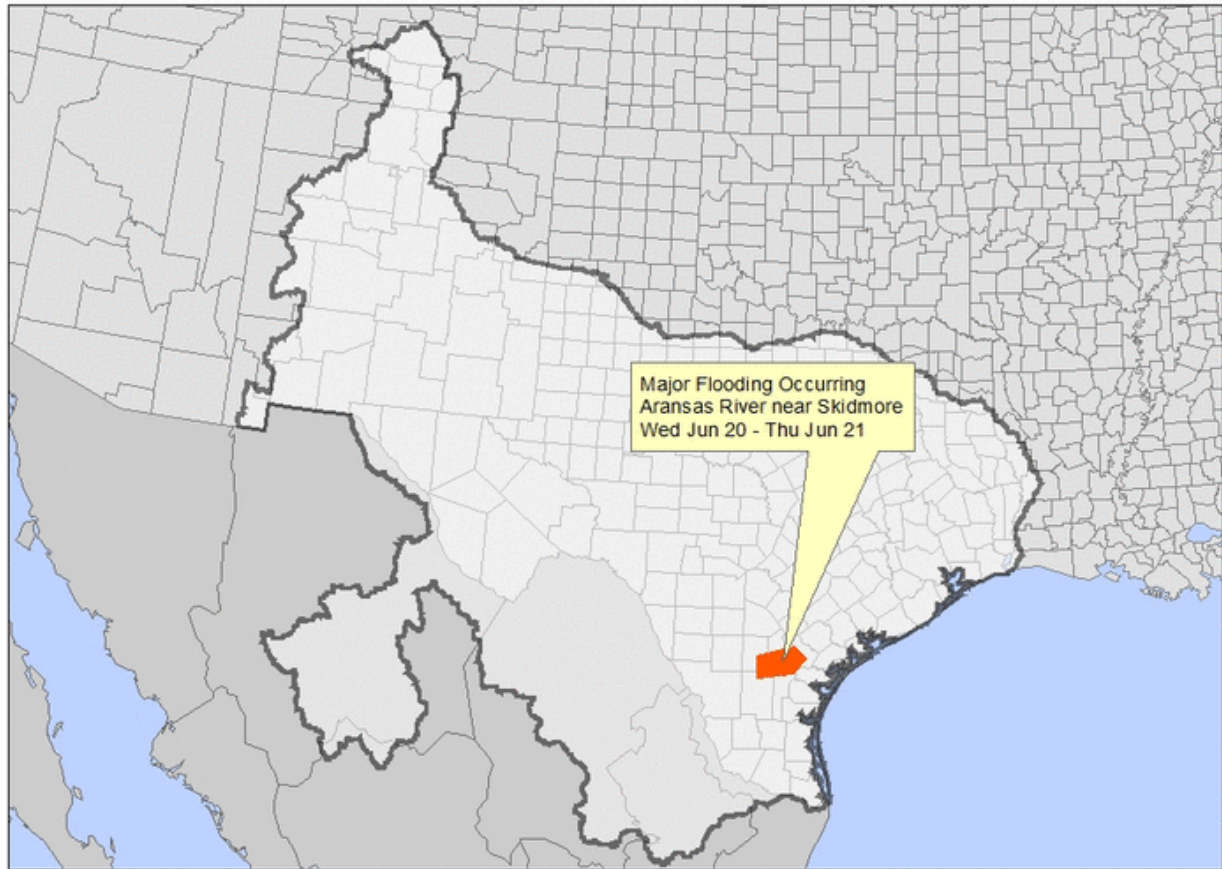 Major Flooding Occurring
Aransas River near Skidmore
Wed Jun 20 - Thu Jun 21